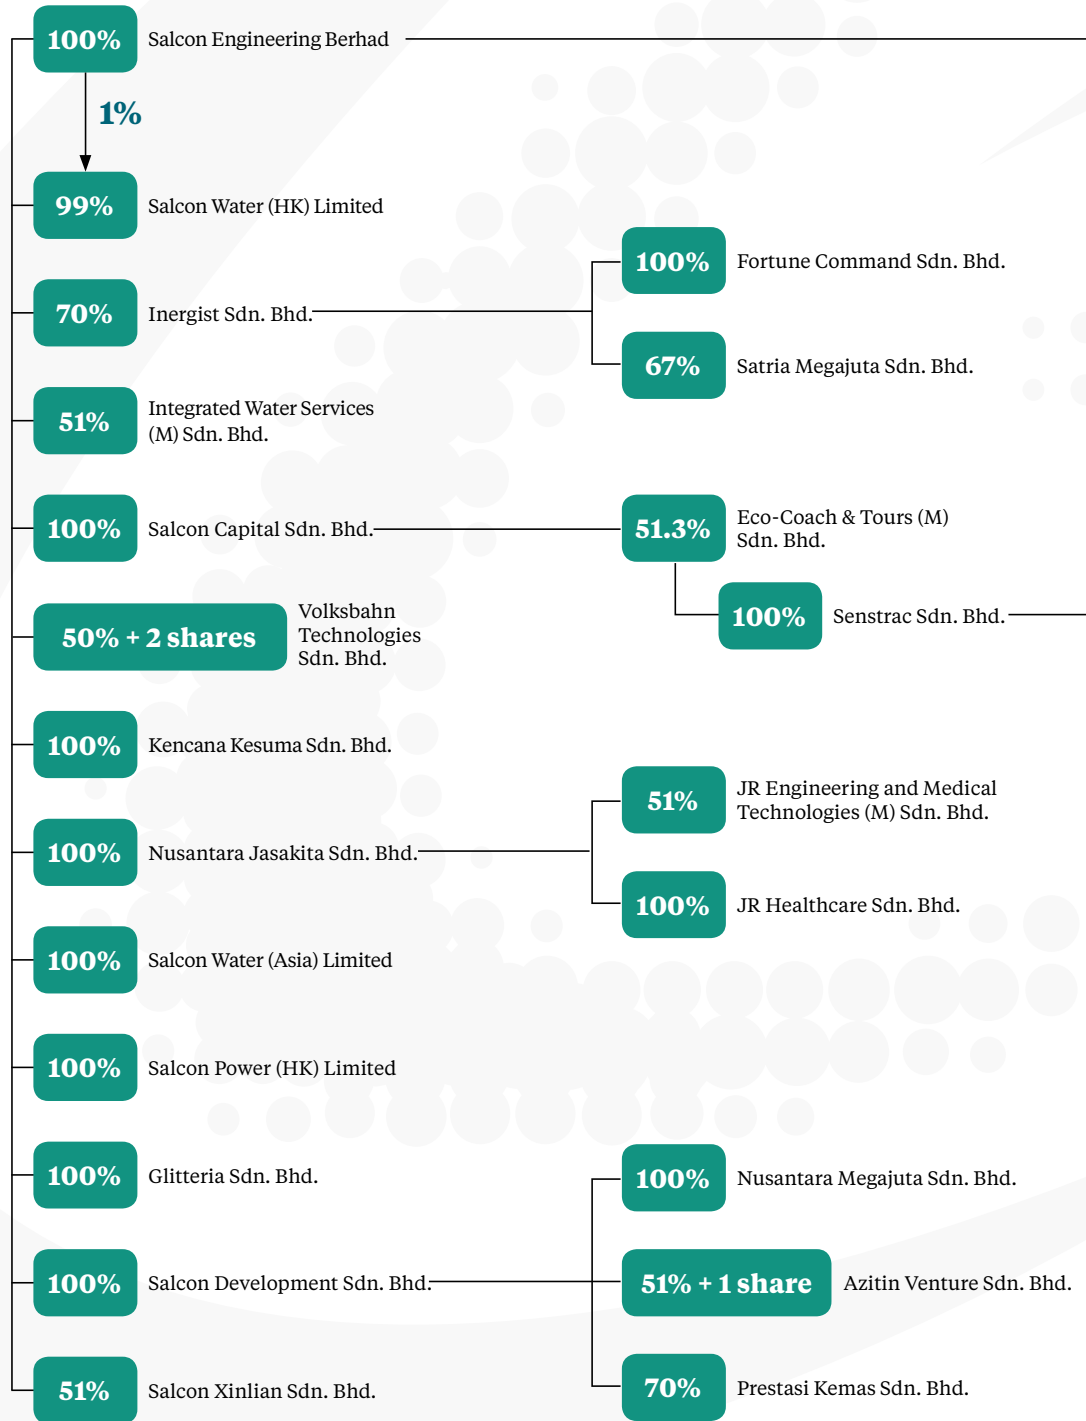 100% Salcon Engineering Berhad
1%
99% Salcon Water (HK) Limited
70% Inergist Sdn. Bhd.
100% Fortune Command Sdn. Bhd.
67% Satria Megajuta Sdn. Bhd.
51% Integrated Water Services
(M) Sdn. Bhd.
100% Salcon Capital Sdn. Bhd.
51.3% Eco-Coach & Tours (M)
Sdn. Bhd.
100% Senstrac Sdn. Bhd.
50% + 2 shares Volksbahn
Technologies
Sdn. Bhd.
100% Kencana Kesuma Sdn. Bhd.
100% Nusantara Jasakita Sdn. Bhd.
51% JR Engineering and Medical
Technologies (M) Sdn. Bhd.
100% JR Healthcare Sdn. Bhd.
100% Salcon Water (Asia) Limited
100% Salcon Power (HK) Limited
100% Glitteria Sdn. Bhd.
100% Salcon Development Sdn. Bhd.
100% Nusantara Megajuta Sdn. Bhd.
51% + 1 share Azitin Venture Sdn. Bhd.
70% Prestasi Kemas Sdn. Bhd.
51% Salcon Xinlian Sdn. Bhd.